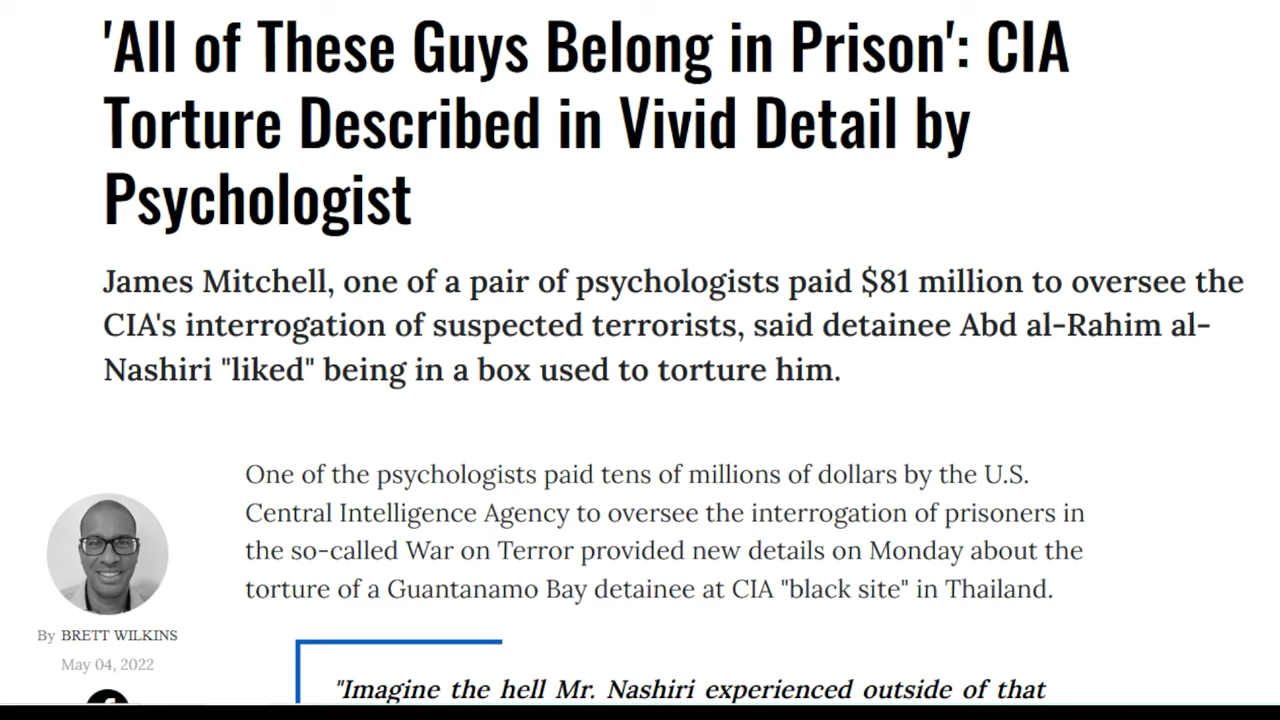 'All of These Guys Belong in Prison': CIA
Torture Described in Vivid Detail by
Psychologist
James Mitchell, one of a pair of psychologists paid $81 million to oversee the
CIA's interrogation of suspected terrorists, said detainee Abd al-Rahim al-
Nashiri "liked" being in a box used to torture him.
One of the psychologists paid tens of millions of dollars by the U.S.
Central Intelligence Agency to oversee the interrogation of prisoners in
the so-called War on Terror provided new details on Monday about the
torture of a Guantanamo Bay detainee at CIA "black site" in Thailand.
By BRETT WILKINS
May 04, 2022
"Imagine the hell Mr. Nashiri experienced outside of that